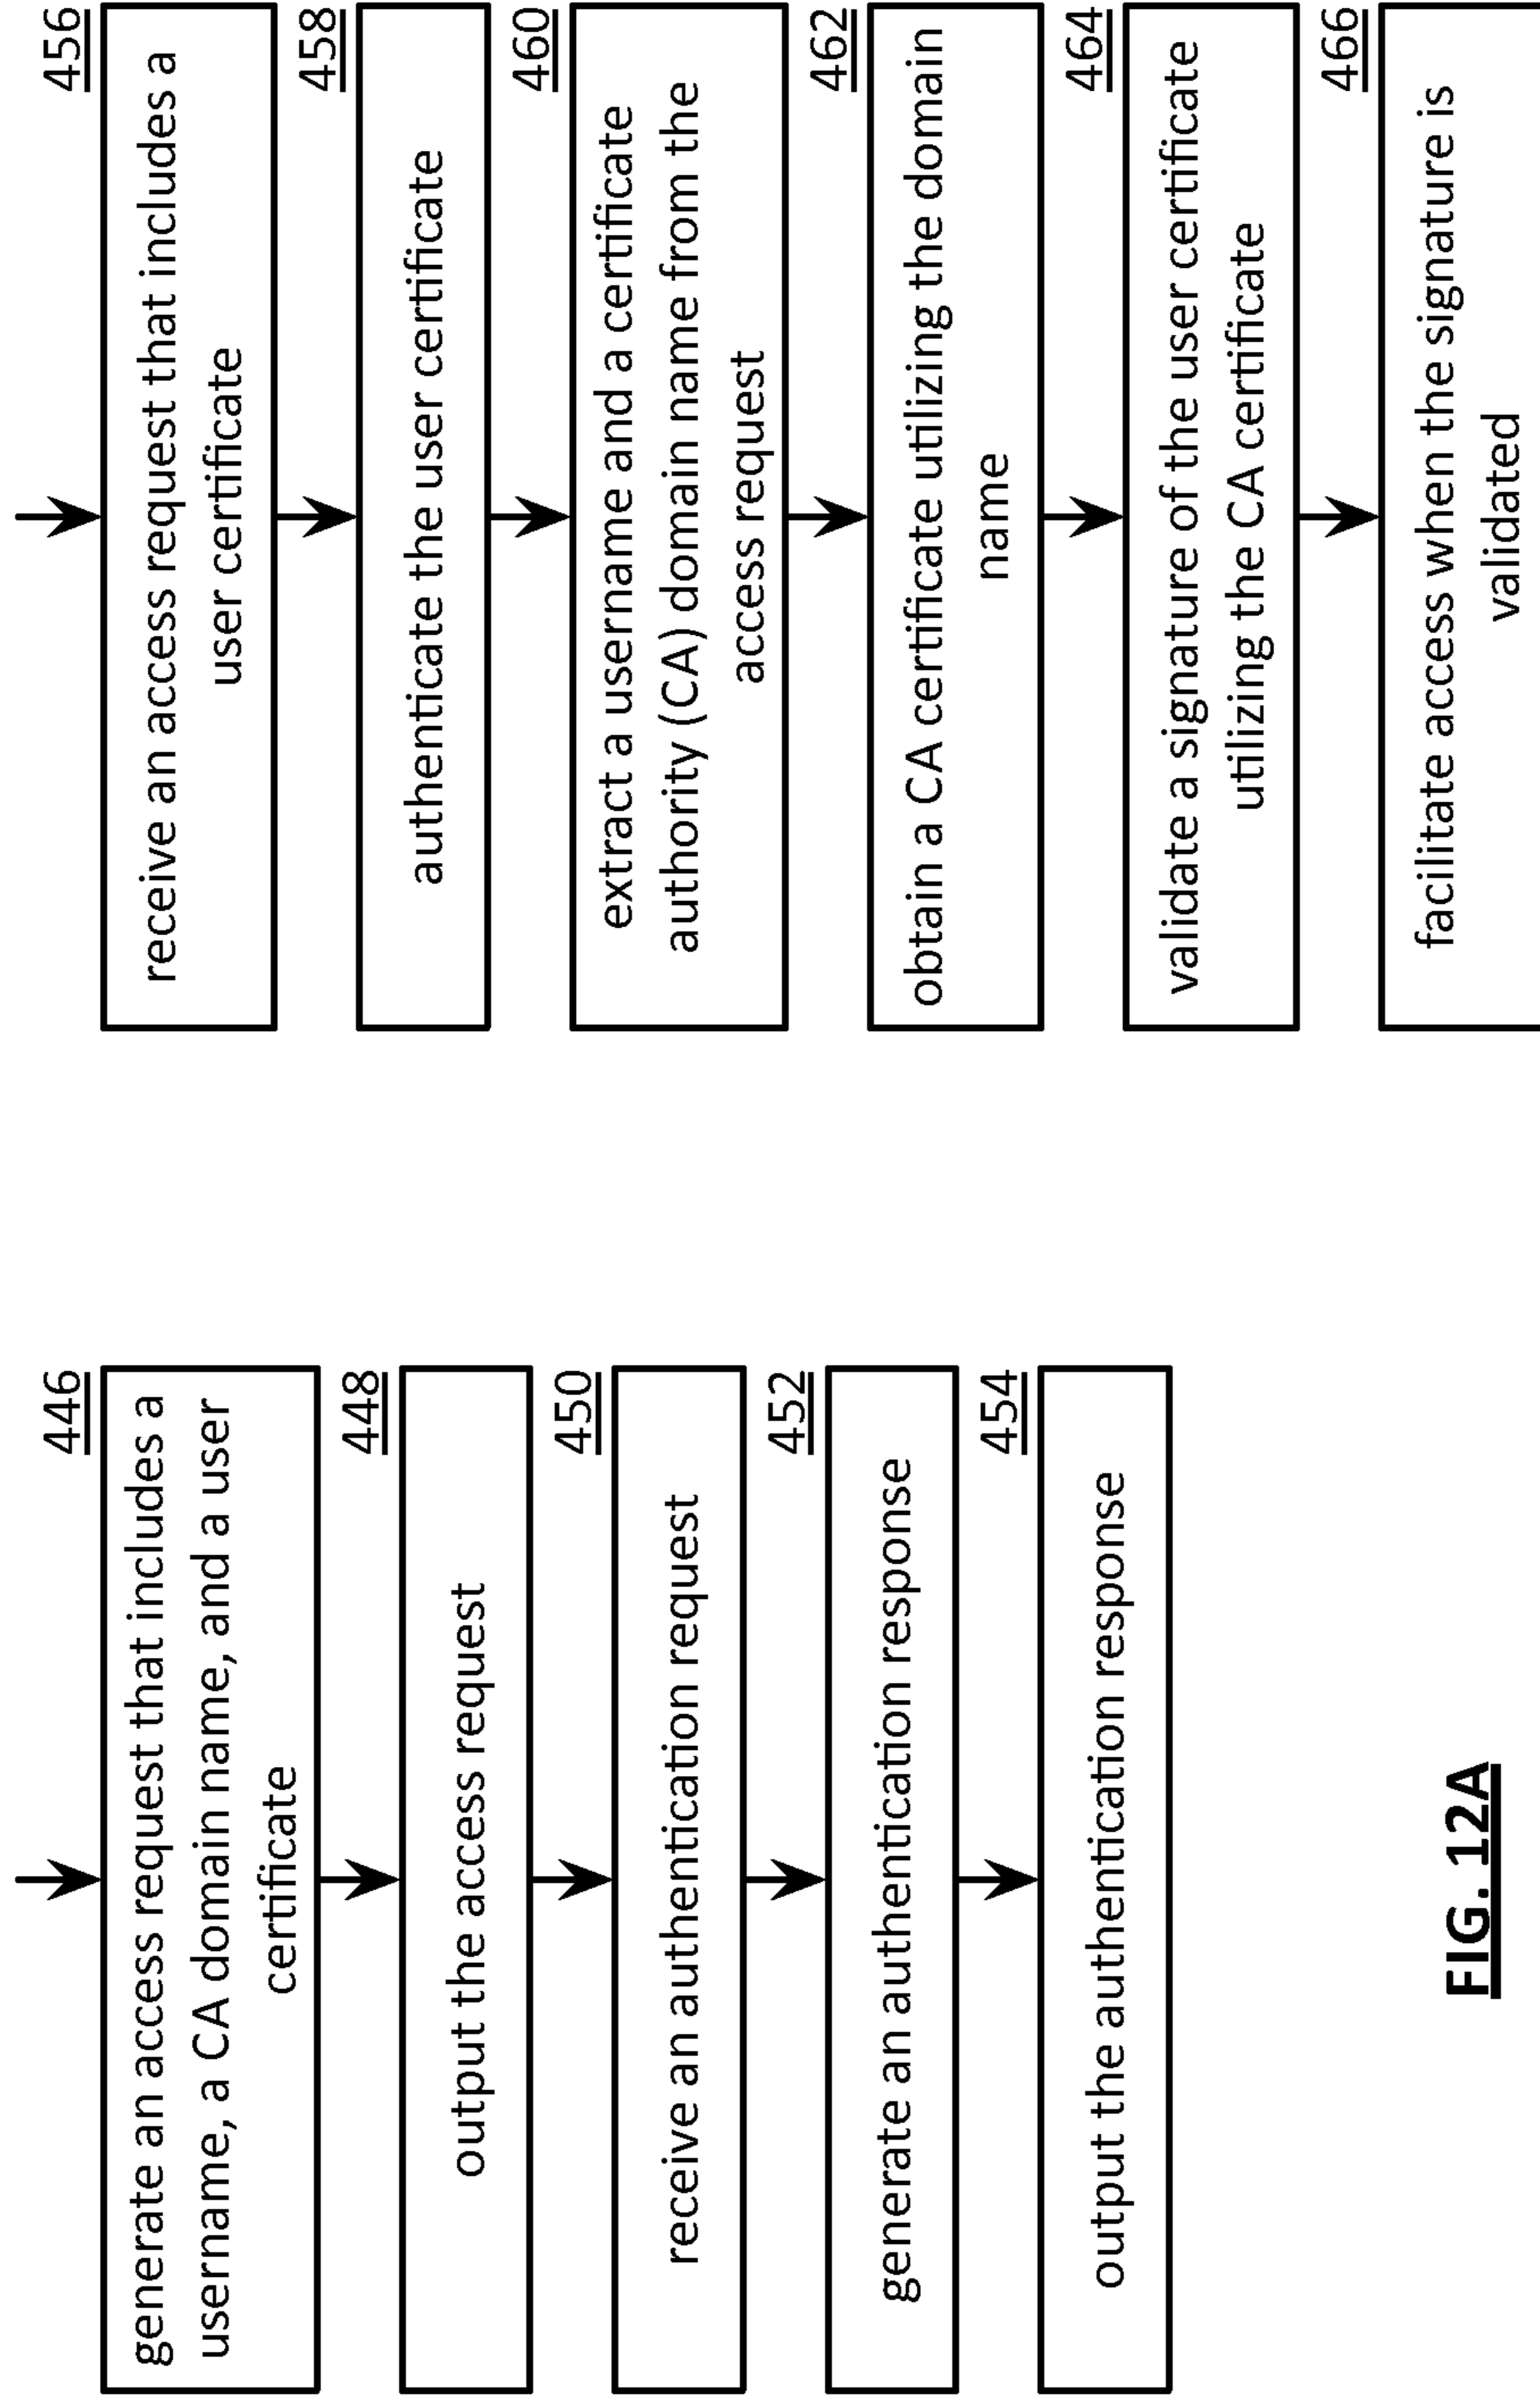 446
generate an access request that includes a
username, a CA domain name, and a user
certificate
448
output the access request
450
receive an authentication request
452
generate an authentication response
454
output the authentication response
FIG. 12A
456
receive an access request that includes a
user certificate
458
authenticate the user certificate
460
extract a username and a certificate
authority (CA) domain name from the
access request
462
obtain a CA certificate utilizing the domain
name
464
validate a signature of the user certificate
utilizing the CA certificate
466
facilitate access when the signature is
validated